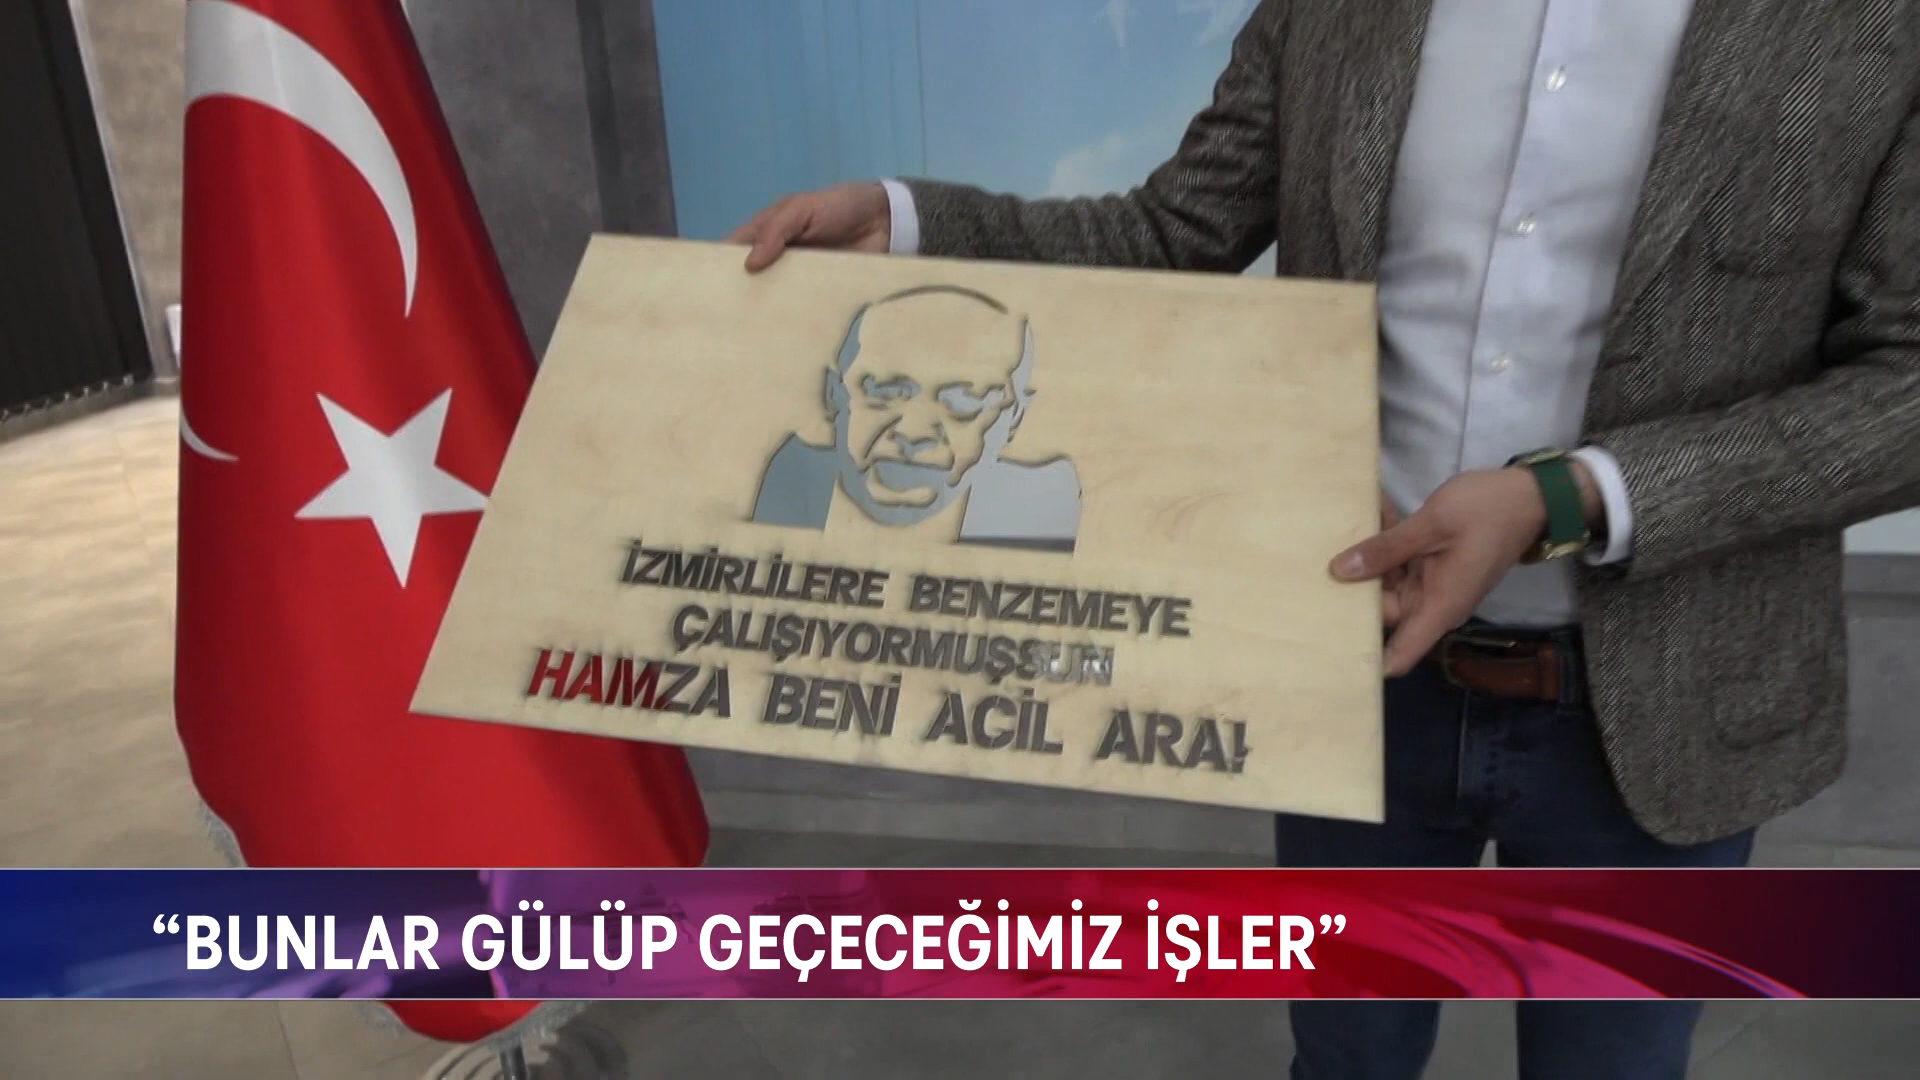 İZMİRLİLERE BENZEMEYE
ÇALIŞIYORMUŞSUN
HAMZA BENİ ACİL ARA!
“BUNLAR GÜLÜP GEÇECEĞİMİZ İŞLER”